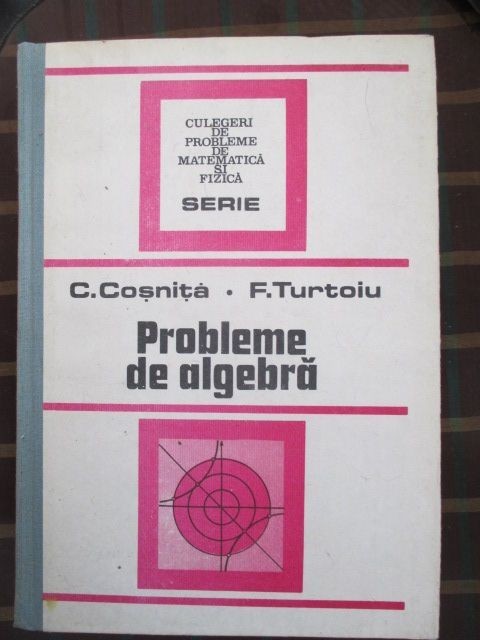 CULEGERI
DE
PROBLEME
DE
MATEMATICĂ
ŞI
FIZICĂ
SERIE
C.Coşniţă • F.Turtoiu
Probleme
de algebră